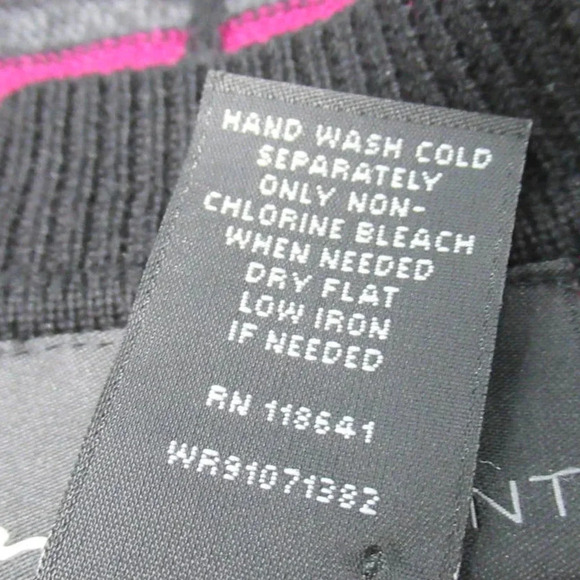 HAND WASH COLD
SEPARATELY
ONLY NON-
CHLORINE BLEACH
WHEN NEEDED
DRY FLAT
LOW IRON
IF NEEDED
RN 118641
WR91071382
NT